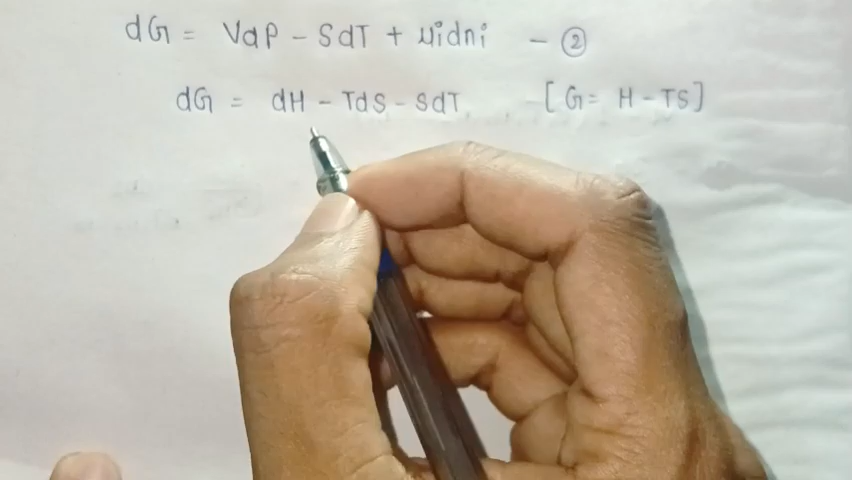 dG = VdP - SdT + μidni - ②
dG = dH - TdS - SdT [G = H - TS]